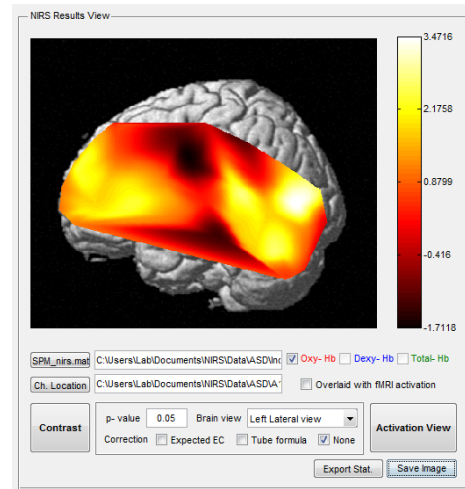 NIRS Results View
3.4716
2.1758
0.8799
-0.416
-1.7118
SPM_nirs.mat C:\Users\Lab\Documents\NIRS\Data\ASD\Inc Oxy- Hb Dexy- Hb Total- Hb
Ch. Location C:\Users\Lab\Documents\NIRS\Data\ASD\A Overlaid with fMRI activation
Contrast
p- value 0.05 Brain view Left Lateral view
Correction Expected EC Tube formula None
Activation View
Export Stat. Save Image